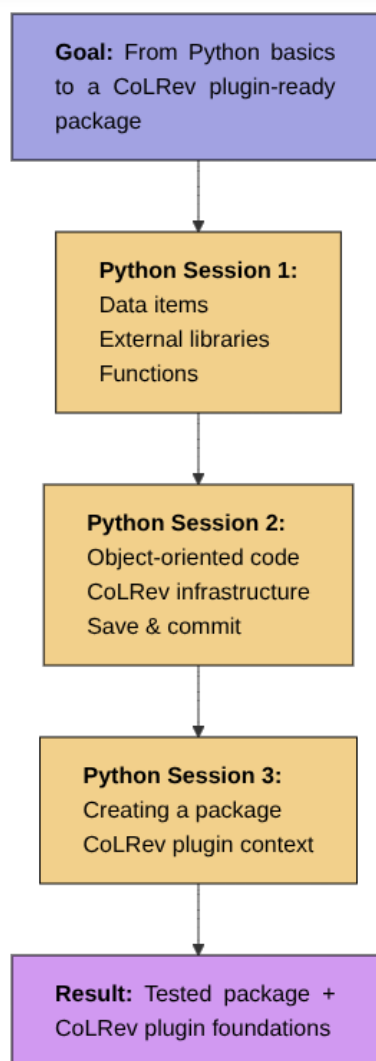 Goal: From Python basics
to a CoLRev plugin-ready
package
Python Session 1:
Data items
External libraries
Functions
Python Session 2:
Object-oriented code
CoLRev infrastructure
Save & commit
Python Session 3:
Creating a package
CoLRev plugin context
Result: Tested package +
CoLRev plugin foundations